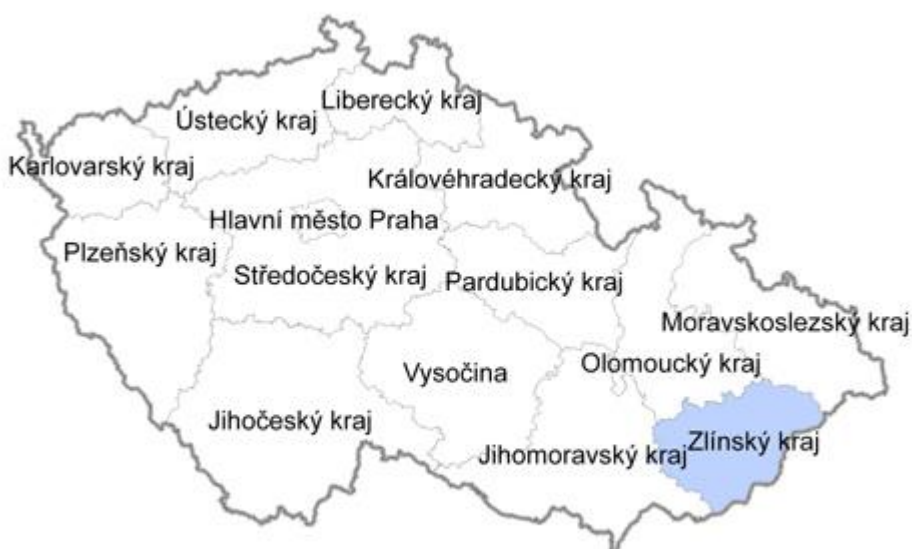 Liberecký kraj
Ústecký kraj
Karlovarský kraj
Královéhradecký kraj
Hlavní město Praha
Plzeňský kraj
Středočeský kraj
Pardubický kraj
Moravskoslezský kraj
Olomoucký kraj
Vysočina
Jihočeský kraj
Zlínský kraj
Jihomoravský kraj